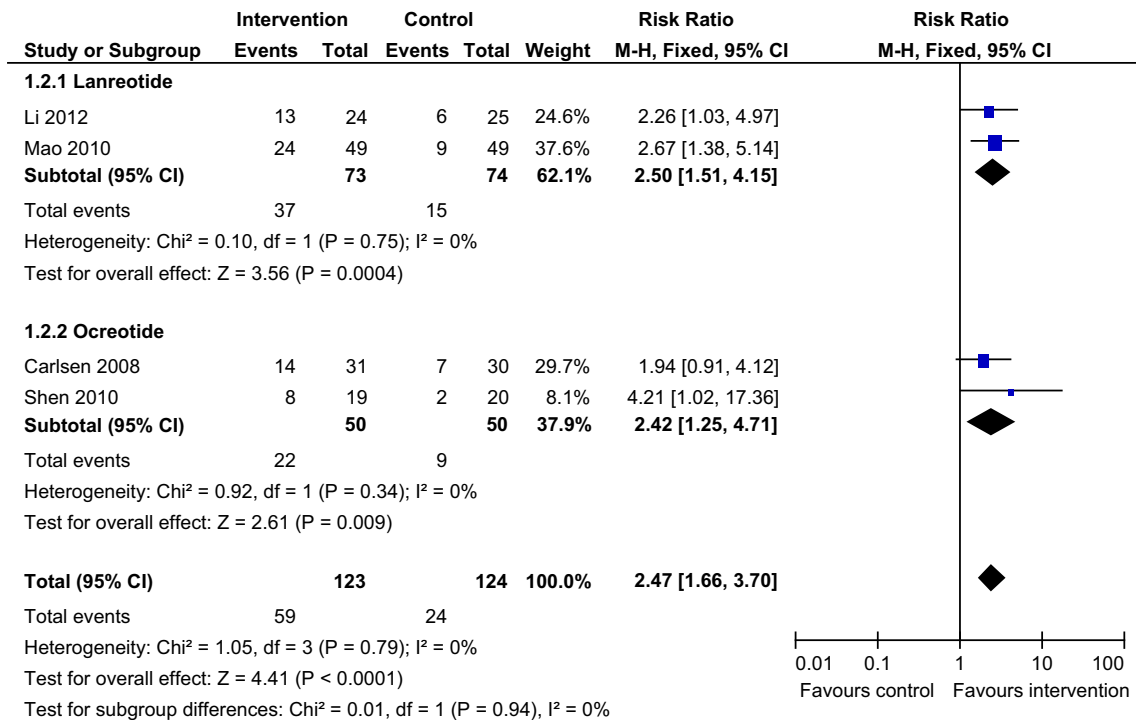 Intervention Control Risk Ratio Risk Ratio
Study or Subgroup Events Total Events Total Weight M-H, Fixed, 95% CI M-H, Fixed, 95% CI
1.2.1 Lanreotide
Li 2012 13 24 6 25 24.6% 2.26 [1.03, 4.97]
Mao 2010 24 49 9 49 37.6% 2.67 [1.38, 5.14]
Subtotal (95% CI) 73 74 62.1% 2.50 [1.51, 4.15]
Total events 37 15
Heterogeneity: Chi² = 0.10, df = 1 (P = 0.75); I² = 0%
Test for overall effect: Z = 3.56 (P = 0.0004)
1.2.2 Ocreotide
Carlsen 2008 14 31 7 30 29.7% 1.94 [0.91, 4.12]
Shen 2010 8 19 2 20 8.1% 4.21 [1.02, 17.36]
Subtotal (95% CI) 50 50 37.9% 2.42 [1.25, 4.71]
Total events 22 9
Heterogeneity: Chi² = 0.92, df = 1 (P = 0.34); I² = 0%
Test for overall effect: Z = 2.61 (P = 0.009)
Total (95% CI) 123 124 100.0% 2.47 [1.66, 3.70]
Total events 59 24
Heterogeneity: Chi² = 1.05, df = 3 (P = 0.79); I² = 0%
Test for overall effect: Z = 4.41 (P < 0.0001)
Test for subgroup differences: Chi² = 0.01, df = 1 (P = 0.94), I² = 0%
0.01 0.1 1 10 100
Favours control Favours intervention